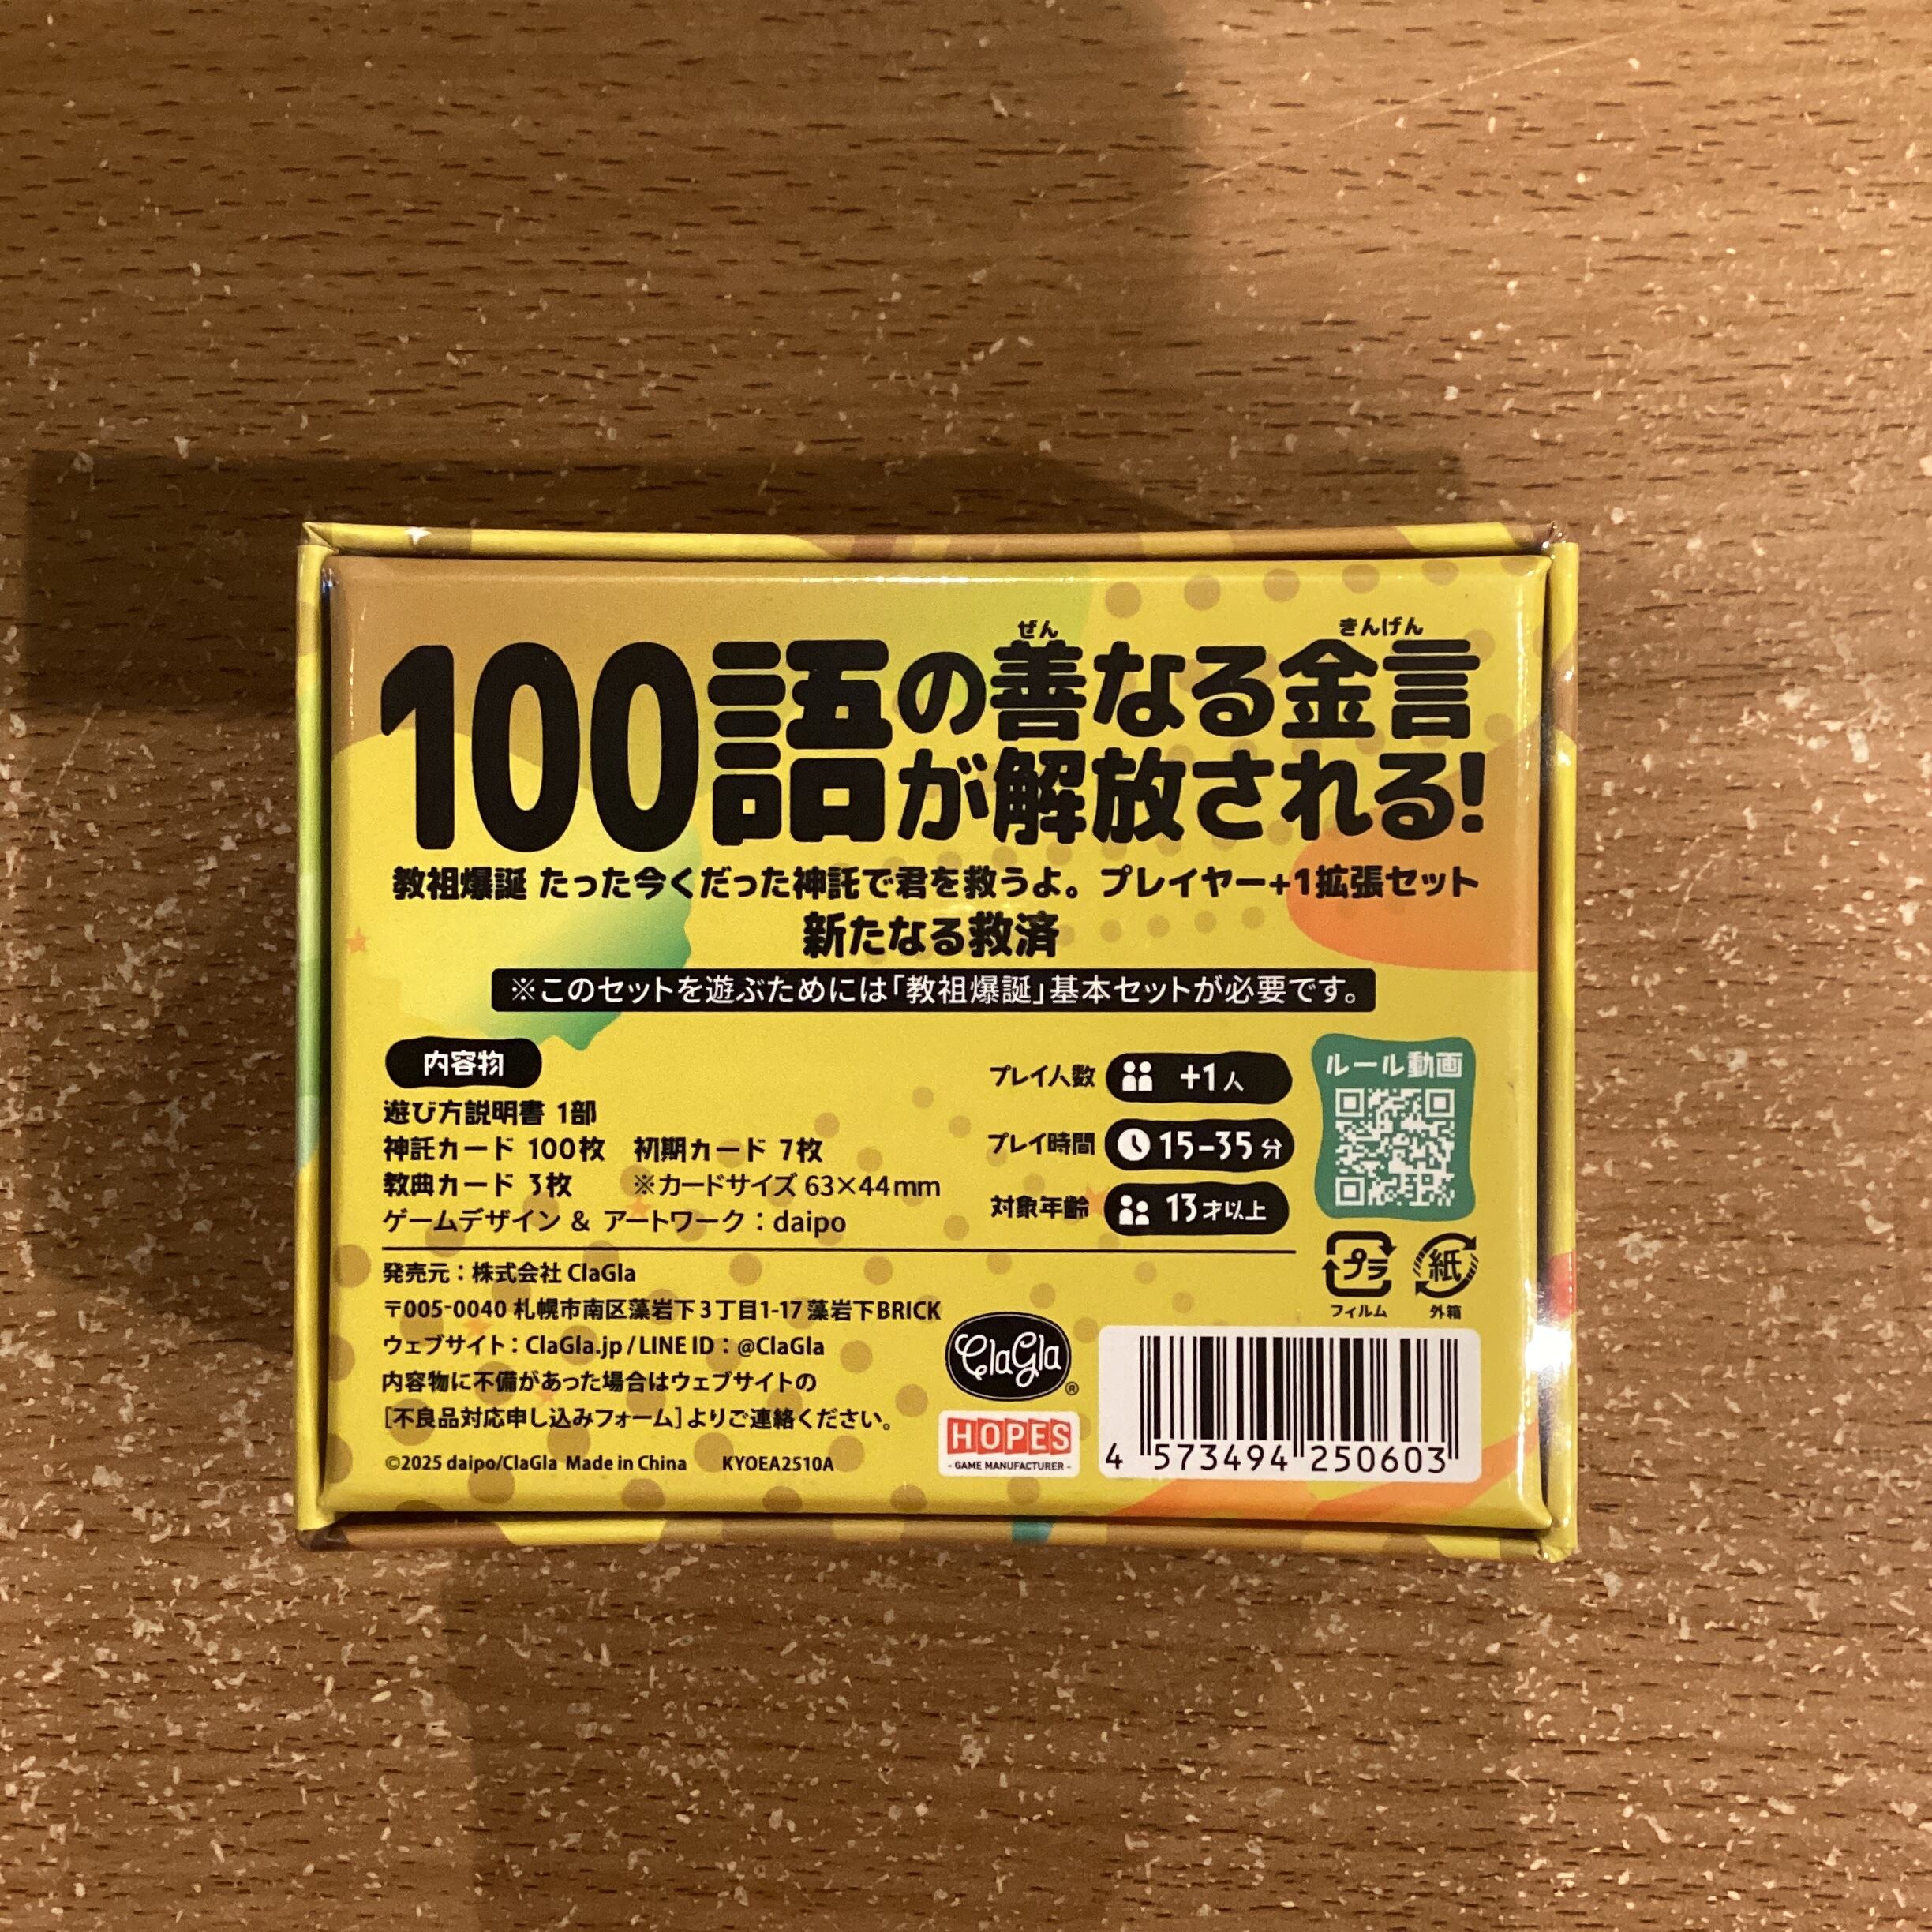 ぜん きんげん
100語の善なる金言
が解放される!
教祖爆誕 たった今くだった神託で君を救うよ。プレイヤー+1拡張セット
新たなる救済
※このセットを遊ぶためには「教祖爆誕」基本セットが必要です。
内容物
遊び方説明書 1部
神託カード 100枚 初期カード 7枚
教典カード 3枚 ※カードサイズ 63×44mm
ゲームデザイン & アートワーク：daipo
プレイ人数 +1人
プレイ時間 15-35分
対象年齢 13才以上
ルール動画
プラ
フィルム
紙
外箱
発売元：株式会社 ClaGla
〒005-0040 札幌市南区藻岩下3丁目1-17 藻岩下BRICK
ウェブサイト：ClaGla.jp / LINE ID：@ClaGla
内容物に不備があった場合はウェブサイトの
[不良品対応申し込みフォーム]よりご連絡ください。
©2025 daipo/ClaGla Made in China KYOEA2510A
ClaGla®
HOPES
- GAME MANUFACTURER -
4 573494 250603